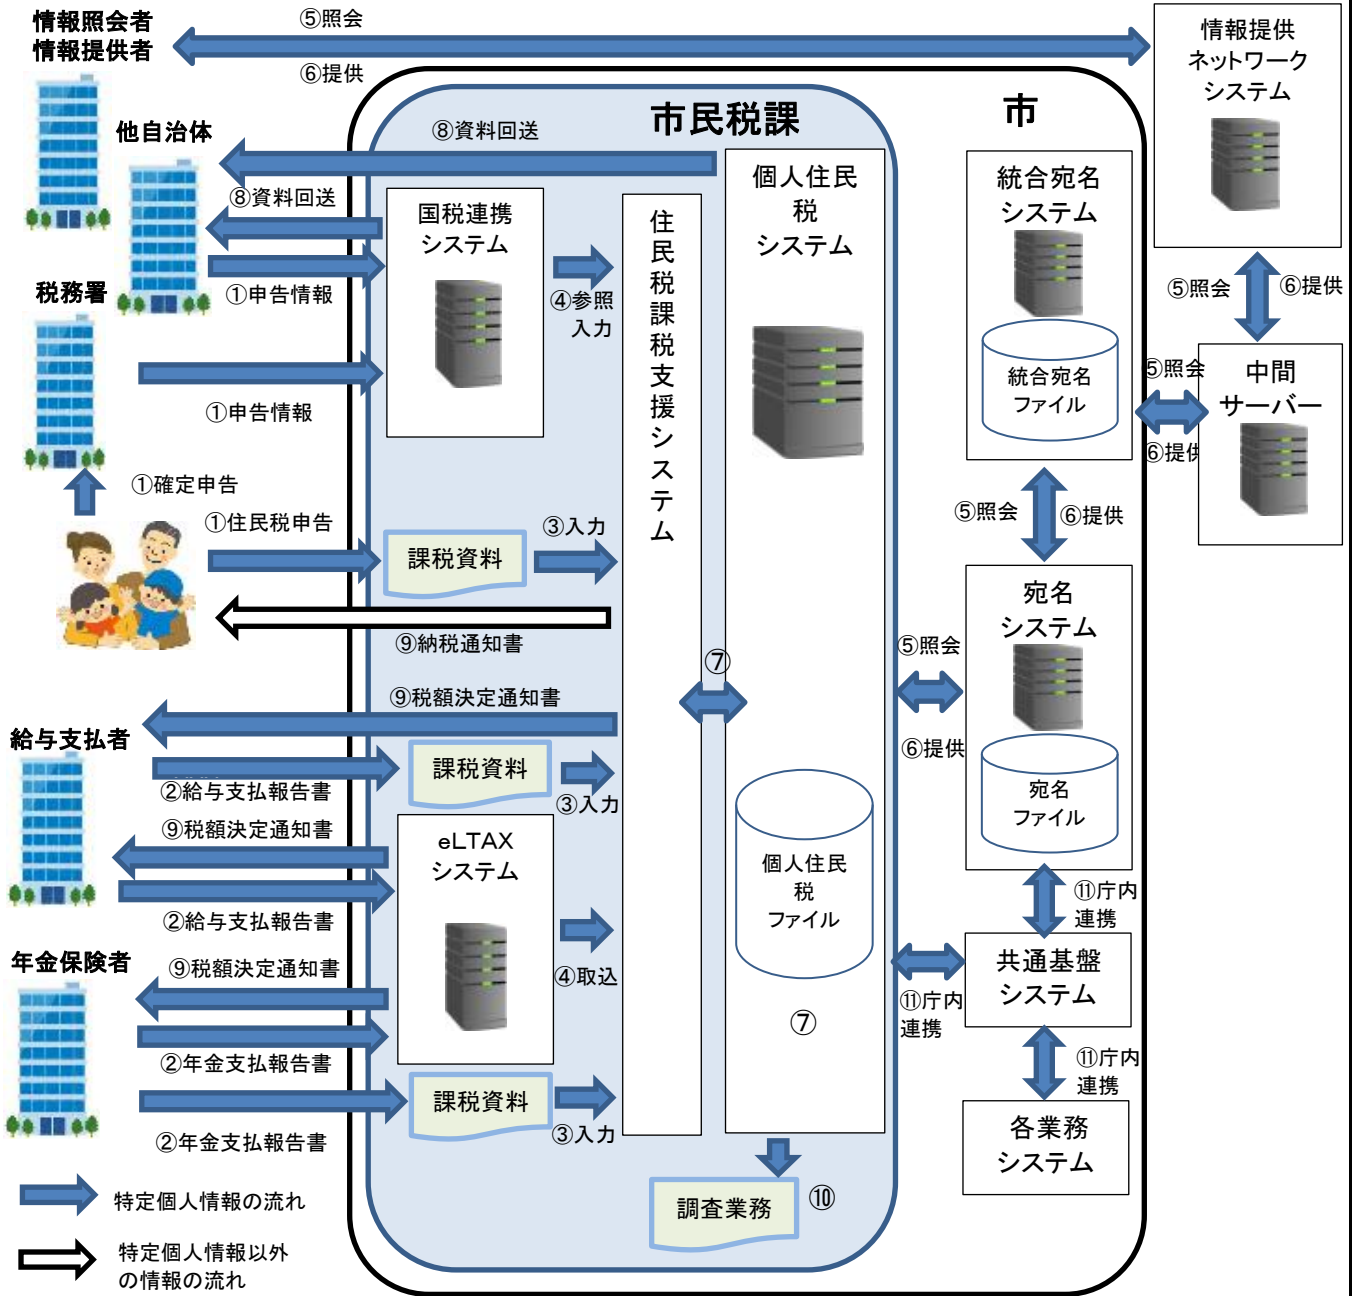 情報照会者
情報提供者
⑤照会
⑥提供
情報提供
ネットワーク
システム
市民税課
市
他自治体
⑧資料回送
⑧資料回送
①申告情報
国税連携
システム
④参照
入力
住民税課税支援システム
個人住民
税
システム
統合宛名
システム
統合宛名
ファイル
⑤照会
⑥提供
⑤照会
⑥提供
中間
サーバー
税務署
①申告情報
①確定申告
①住民税申告
課税資料
③入力
⑨納税通知書
⑤照会
⑥提供
宛名
システム
宛名
ファイル
⑦
⑤照会
⑥提供
⑨税額決定通知書
給与支払者
②給与支払報告書
課税資料
③入力
⑨税額決定通知書
②給与支払報告書
eLTAX
システム
④取込
個人住民
税
ファイル
⑦
⑪庁内
連携
共通基盤
システム
⑪庁内
連携
⑪庁内
連携
各業務
システム
年金保険者
⑨税額決定通知書
②年金支払報告書
②年金支払報告書
課税資料
③入力
調査業務
⑩
特定個人情報の流れ
特定個人情報以外
の情報の流れ